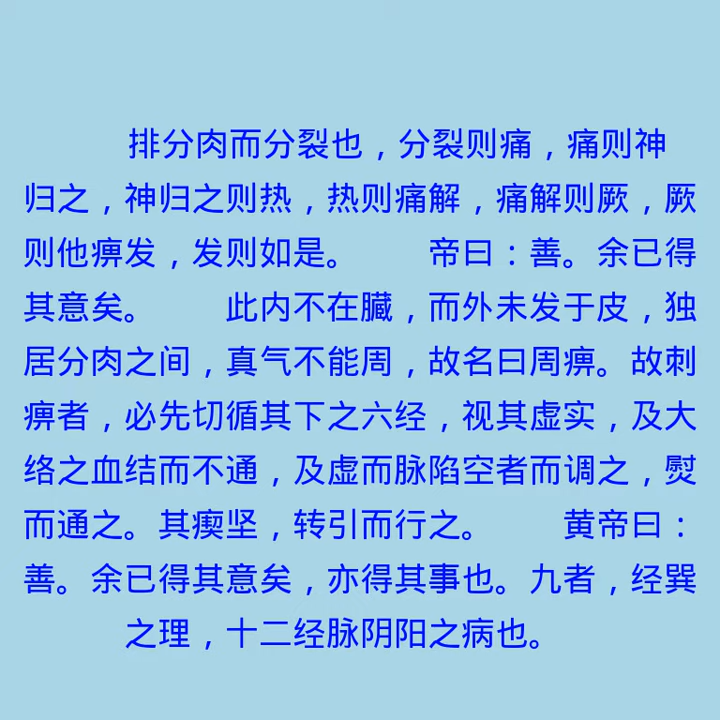 排分肉而分裂也，分裂则痛，痛则神
归之，神归之则热，热则痛解，痛解则厥，厥
则他痹发，发则如是。　　帝曰：善。余已得
其意矣。　　此内不在臓，而外未发于皮，独
居分肉之间，真气不能周，故名曰周痹。故刺
痹者，必先切循其下之六经，视其虚实，及大
络之血结而不通，及虚而脉陷空者而调之，熨
而通之。其瘈坚，转引而行之。　　黄帝曰：
善。余已得其意矣，亦得其事也。九者，经巽
之理，十二经脉阴阳之病也。